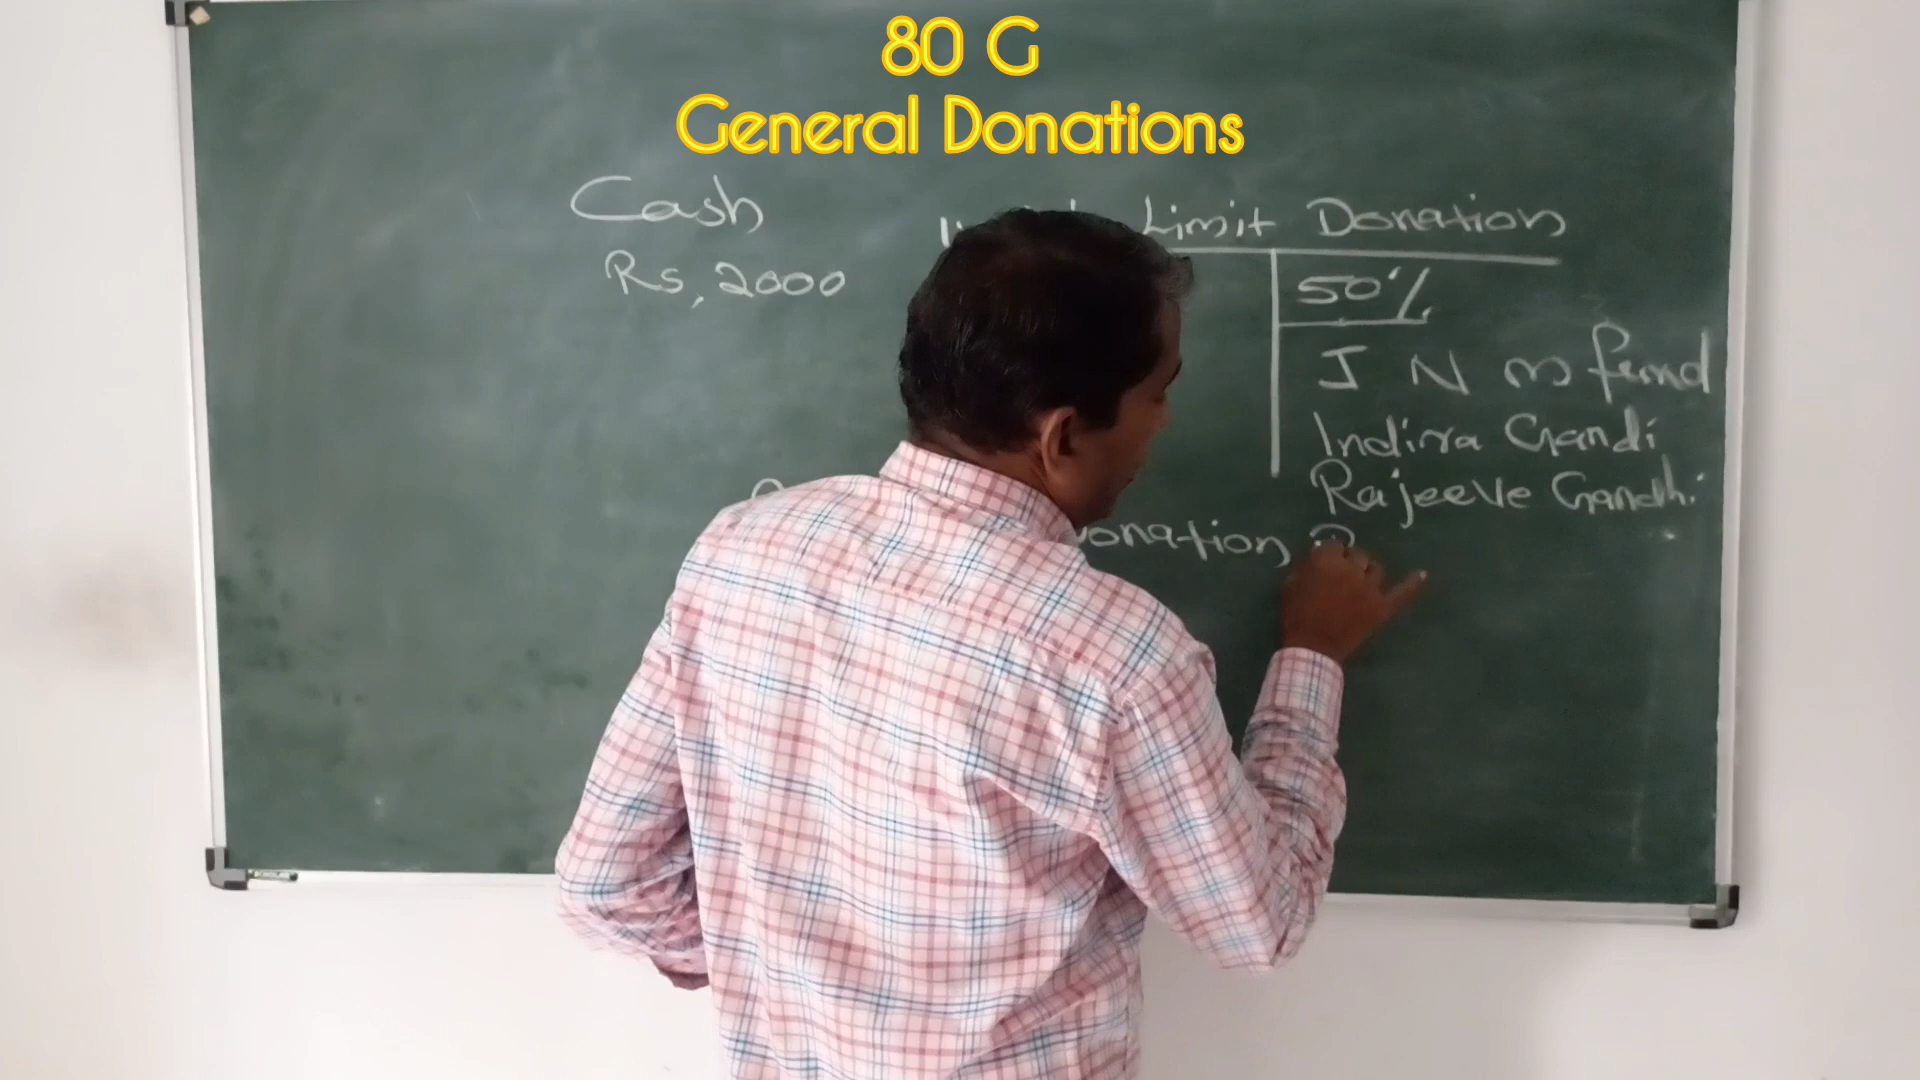 80 G
General Donations
Cash
Limit Donation
Rs, 2000
50%
J N m fund
Indira Gandi
Rajeeve Gandhi
onation